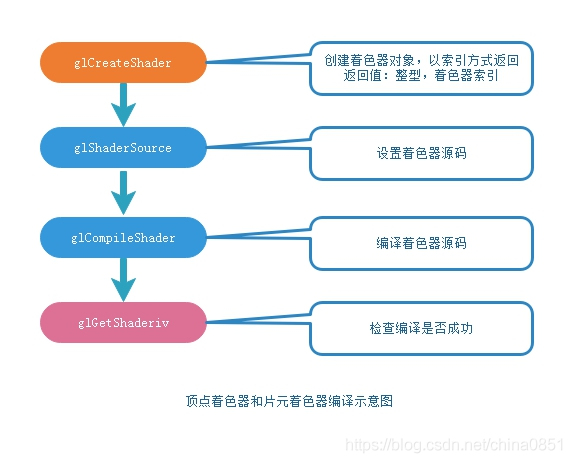 glCreateShader
创建着色器对象，以索引方式返回
返回值：整型，着色器索引
glShaderSource
设置着色器源码
glCompileShader
编译着色器源码
glGetShaderiv
检查编译是否成功
顶点着色器和片元着色器编译示意图
https://blog.csdn.net/china0851